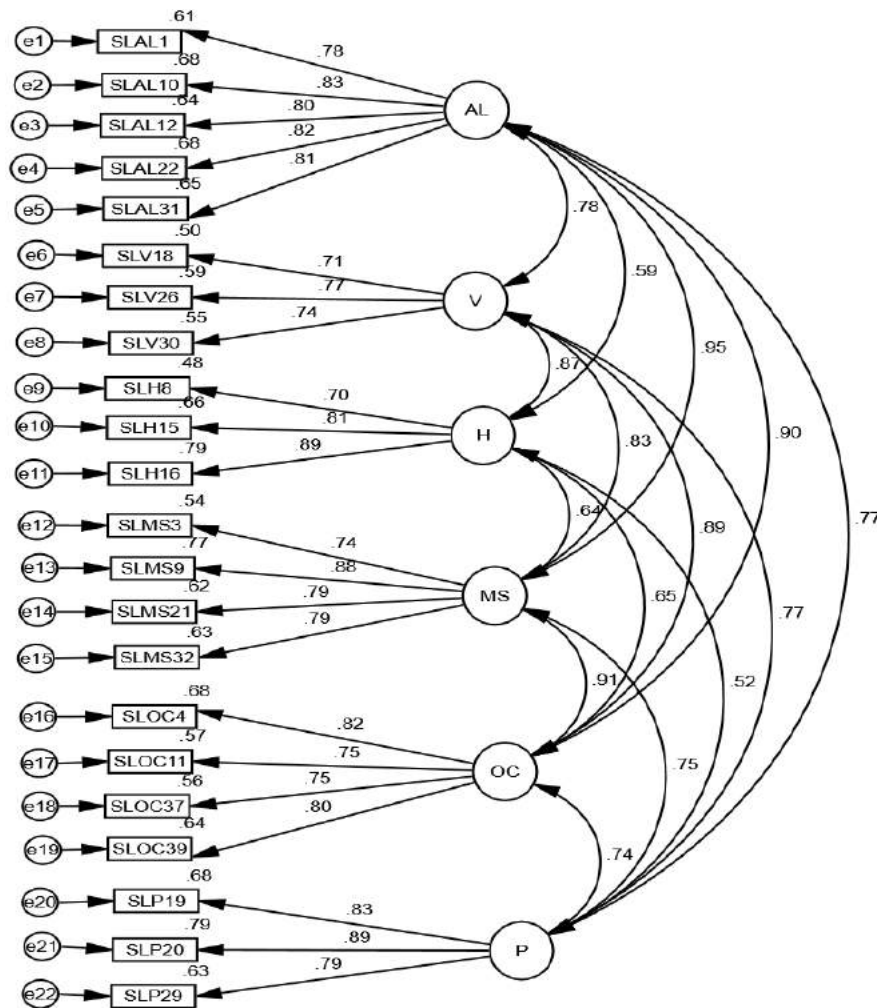 .61
e1 SLAL1 .78
.68
e2 SLAL10 .83
.64
e3 SLAL12 .80
.68 .82
e4 SLAL22
.65 .81
e5 SLAL31
AL
.50
e6 SLV18 .71
.59
e7 SLV26 .77
.55 .74
e8 SLV30
V
.78
.59
.48
e9 SLH8 .70
.66
e10 SLH15 .81
.79 .89
e11 SLH16
H
.87
.95
.90
.83
.77
.54
e12 SLMS3 .74
.77
e13 SLMS9 .88
.62
e14 SLMS21 .79
.63 .79
e15 SLMS32
MS
.64
.89
.65
.77
.52
.68
e16 SLOC4 .82
.57
e17 SLOC11 .75
.56 .75
e18 SLOC37
.64 .80
e19 SLOC39
OC
.91
.75
.74
.68
e20 SLP19 .83
.79
e21 SLP20 .89
.63 .79
e22 SLP29
P